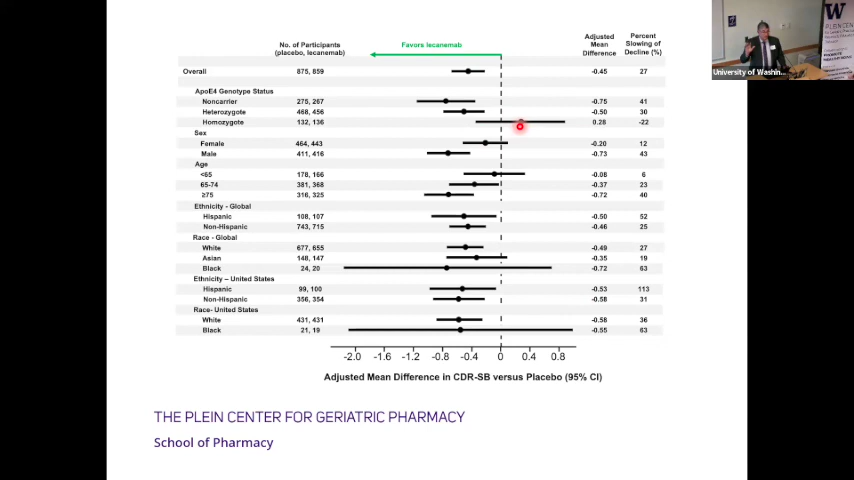 No. of Participants
(placebo, lecanemab)
Favors lecanemab
Adjusted
Mean
Difference
Percent
Slowing of
Decline (%)
Overall 875, 859 -0.45 27
ApoE4 Genotype Status
Noncarrier 275, 267 -0.75 41
Heterozygote 468, 456 -0.50 30
Homozygote 132, 136 0.28 -22
Sex
Female 464, 443 -0.20 12
Male 411, 416 -0.73 43
Age
<65 178, 166 -0.08 6
65-74 381, 368 -0.37 23
≥75 316, 325 -0.72 40
Ethnicity - Global
Hispanic 108, 107 -0.50 52
Non-Hispanic 743, 715 -0.46 25
Race - Global
White 677, 655 -0.49 27
Asian 148, 147 -0.35 19
Black 24, 20 -0.72 63
Ethnicity – United States
Hispanic 99, 100 -0.53 113
Non-Hispanic 356, 354 -0.58 31
Race- United States
White 431, 431 -0.58 36
Black 21, 19 -0.55 63
-2.0 -1.6 -1.2 -0.8 -0.4 0 0.4 0.8
Adjusted Mean Difference in CDR-SB versus Placebo (95% CI)
THE PLEIN CENTER FOR GERIATRIC PHARMACY
School of Pharmacy
W
University of Washin...